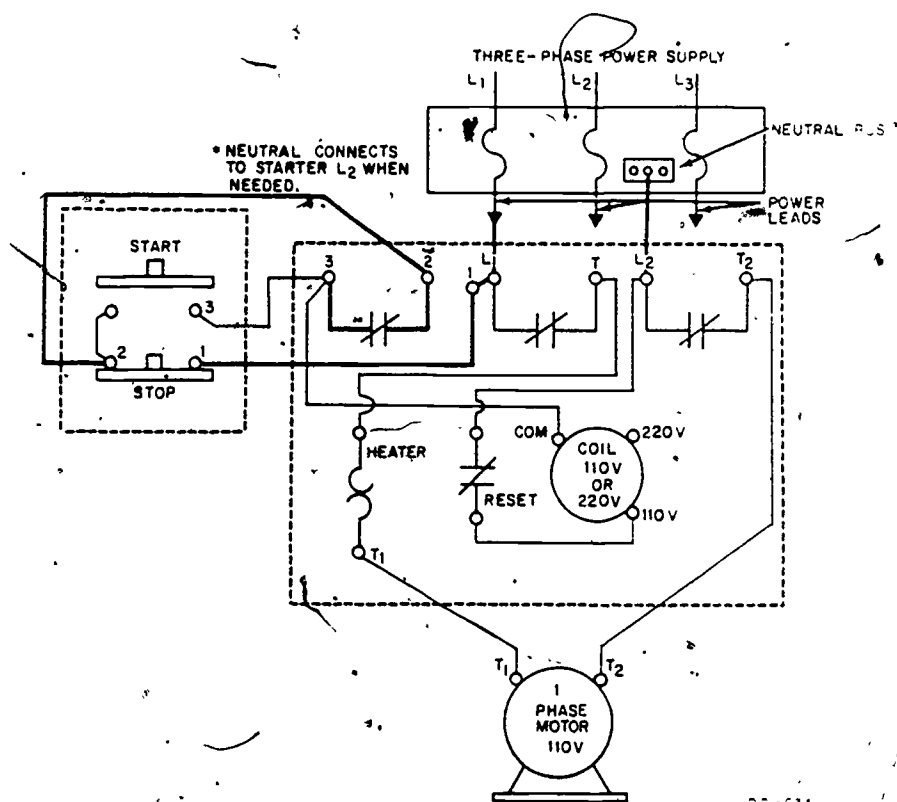 THREE-PHASE POWER SUPPLY
L1
L2
L3
NEUTRAL
* NEUTRAL CONNECTS
TO STARTER L2 WHEN
NEEDED.
POWER
LEADS
START
3
2
1
STOP
3
2
1
L
T
L2
T2
HEATER
T1
RESET
COM
COIL
110V
OR
220V
220V
110V
T1
T2
1
PHASE
MOTOR
110V